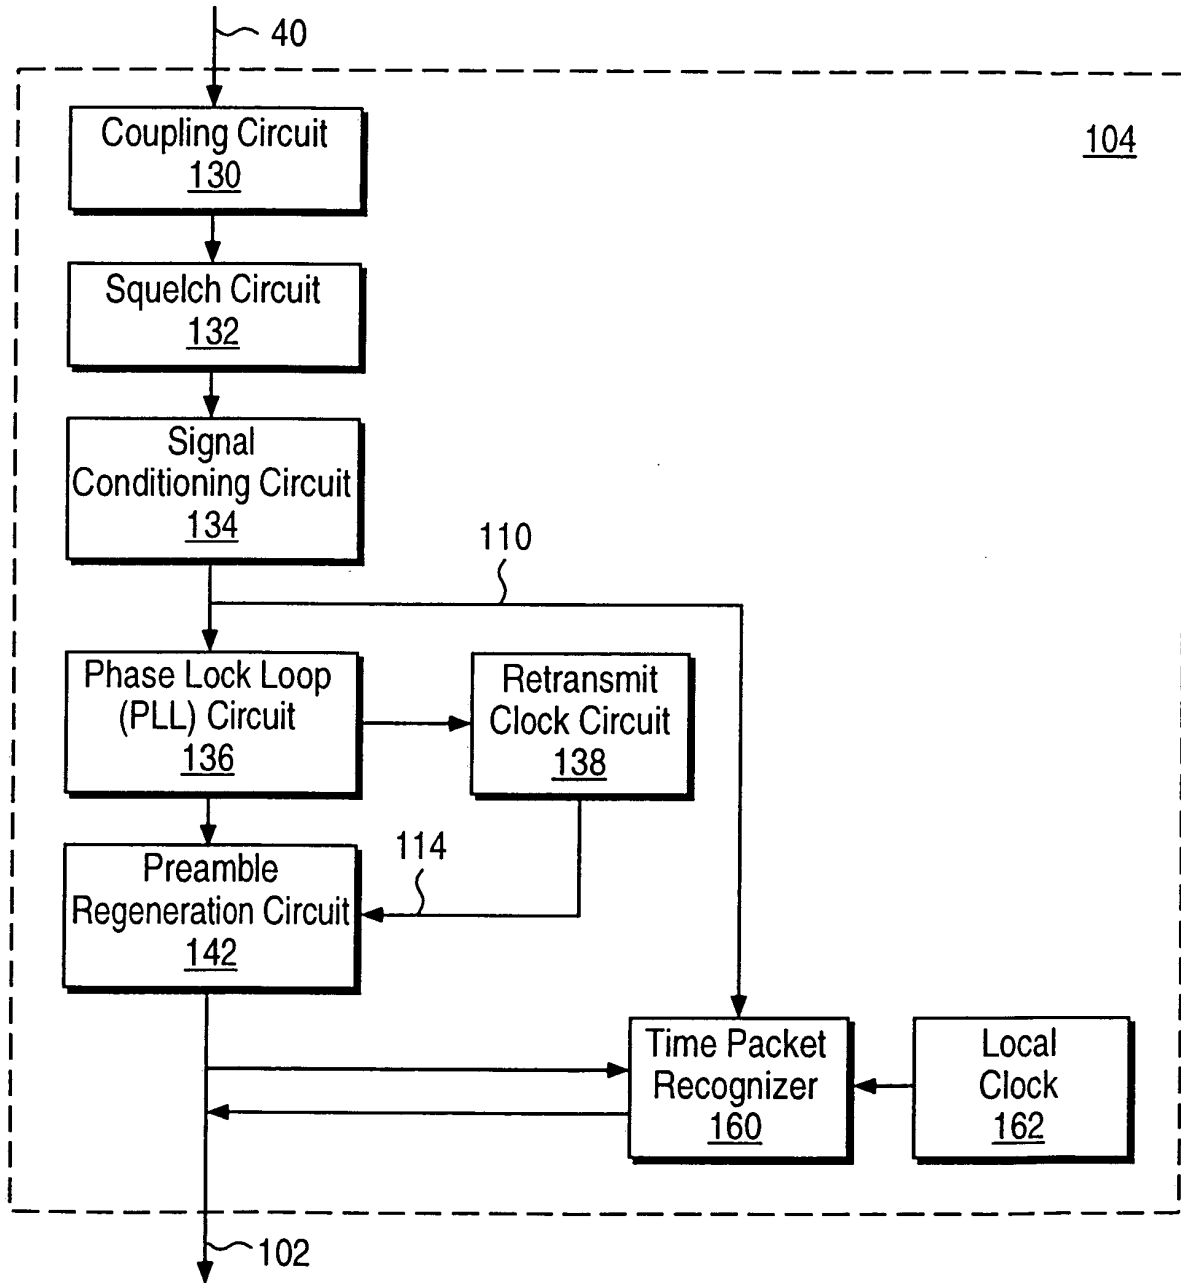 40
104
Coupling Circuit
130
Squelch Circuit
132
Signal
Conditioning Circuit
134
110
Phase Lock Loop
(PLL) Circuit
136
Retransmit
Clock Circuit
138
114
Preamble
Regeneration Circuit
142
Time Packet
Recognizer
160
Local
Clock
162
102